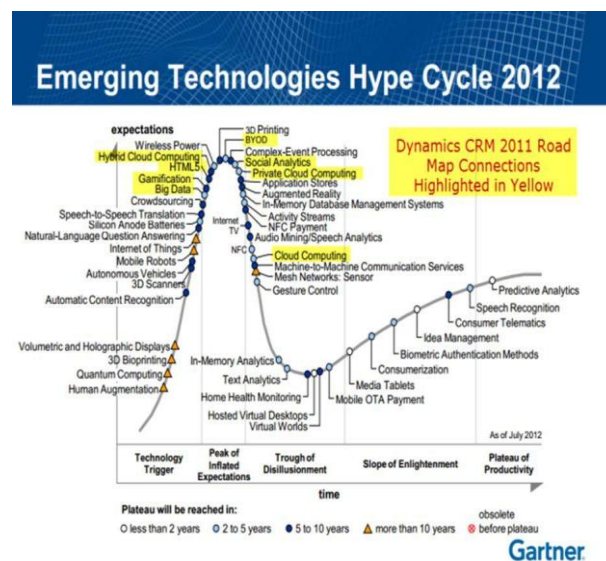 Emerging Technologies Hype Cycle 2012
expectations
Dynamics CRM 2011 Road
Map Connections
Highlighted in Yellow
3D Printing
BYOD
Wireless Power
Complex-Event Processing
Hybrid Cloud Computing
Social Analytics
HTML5
Private Cloud Computing
Gamification
Application Stores
Big Data
Augmented Reality
Crowdsourcing
In-Memory Database Management Systems
Speech-to-Speech Translation
Activity Streams
Silicon Anode Batteries
Internet
TV
NFC Payment
Natural-Language Question Answering
Audio Mining/Speech Analytics
Internet of Things
NFC
Cloud Computing
Mobile Robots
Machine-to-Machine Communication Services
Autonomous Vehicles
Mesh Networks: Sensor
3D Scanners
Gesture Control
Automatic Content Recognition
Predictive Analytics
Speech Recognition
Consumer Telematics
Idea Management
Volumetric and Holographic Displays
Biometric Authentication Methods
3D Bioprinting
In-Memory Analytics
Consumerization
Quantum Computing
Text Analytics
Media Tablets
Human Augmentation
Home Health Monitoring
Mobile OTA Payment
Hosted Virtual Desktops
Virtual Worlds
As of July 2012
Technology
Trigger
Peak of
Inflated
Expectations
Trough of
Disillusionment
Slope of Enlightenment
Plateau of
Productivity
time
Plateau will be reached in:
less than 2 years
2 to 5 years
5 to 10 years
more than 10 years
obsolete
before plateau
Gartner